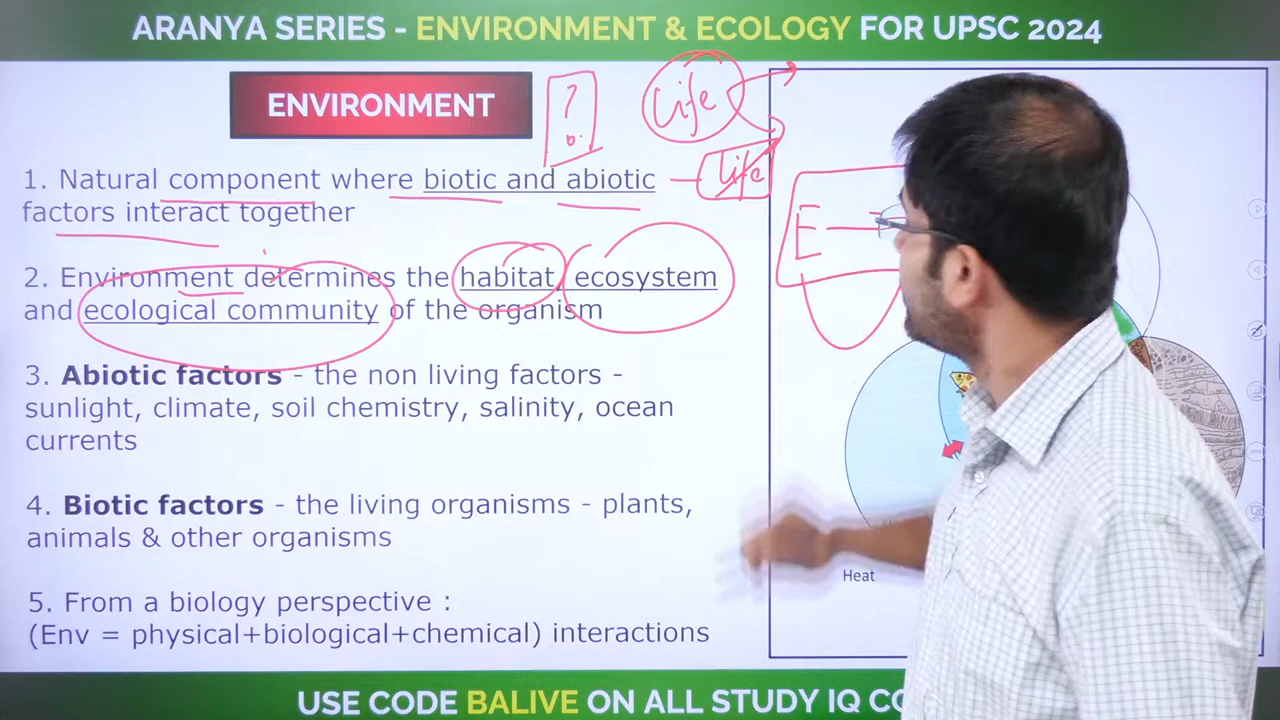 ARANYA SERIES - ENVIRONMENT & ECOLOGY FOR UPSC 2024
ENVIRONMENT
?
Life
1. Natural component where biotic and abiotic
Life
factors interact together
E
2. Environment determines the habitat, ecosystem
and ecological community of the organism
3. Abiotic factors - the non living factors -
sunlight, climate, soil chemistry, salinity, ocean
currents
4. Biotic factors - the living organisms - plants,
animals & other organisms
Heat
5. From a biology perspective :
(Env = physical+biological+chemical) interactions
USE CODE BALIVE ON ALL STUDY IQ